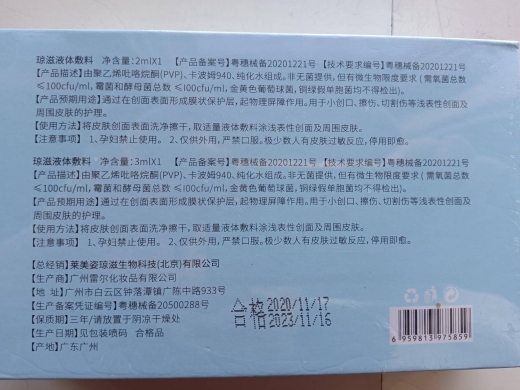 琼滋液体敷料 净含量:2mlX1 【产品备案号】粤穗械备20201221号 【技术要求编号】粤穗械备20201221号
【产品描述】由聚乙烯吡咯烷酮(PVP)、卡波姆940、纯化水组成。非无菌提供,但有微生物限度要求(需氧菌总数
≤100cfu/ml, 霉菌和酵母菌总数 ≤100cfu/ml, 金黄色葡萄球菌,铜绿假单胞菌均不得检出)。
【产品预期用途】通过在创面表面形成膜状保护层,起物理屏障作用。用于小创口、擦伤、切割伤等浅表性创面及
周围皮肤的护理。
【使用方法】将皮肤创面表面洗净擦干,取适量液体敷料涂浅表性创面及周围皮肤。
【注意事项】 1、孕妇禁止使用。 2、仅供外用,严禁口服。极少数人有皮肤过敏反应,停用即愈。
琼滋液体敷料 净含量:3mlX1 【产品备案号】粤穗械备20201221号 【技术要求编号】粤穗械备20201221号
【产品描述】由聚乙烯吡咯烷酮(PVP)、卡波姆940、纯化水组成。非无菌提供,但有微生物限度要求(需氧菌总数
≤100cfu/ml, 霉菌和酵母菌总数 ≤100cfu/ml, 金黄色葡萄球菌,铜绿假单胞菌均不得检出)。
【产品预期用途】通过在创面表面形成膜状保护层,起物理屏障作用。用于小创口、擦伤、切割伤等浅表性创面及
周围皮肤的护理。
【使用方法】将皮肤创面表面洗净擦干,取适量液体敷料涂浅表性创面及周围皮肤。
【注意事项】 1、孕妇禁止使用。 2、仅供外用,严禁口服。极少数人有皮肤过敏反应,停用即愈。
【总经销】莱美姿琼滋生物科技(北京)有限公司
【生产商】广州雷尔化妆品有限公司
【地 址】广州市白云区钟落潭镇广陈路933号
【生产备案凭证编号】粤穗械备20500288号
【保质期】三年/请放置于阴凉干燥处
【生产日期】见包装喷码 合格品
【产地】广东广州
合格 2020/11/17
合格 2023/11/16
6 959813 975859